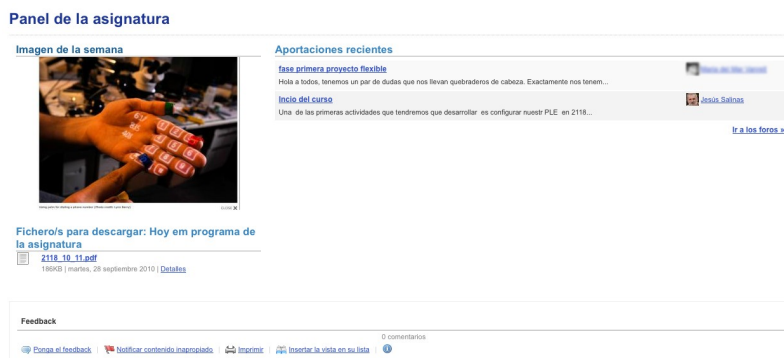 Panel de la asignatura
Imagen de la semana
Aportaciones recientes
fase primera proyecto flexible
Hola a todos, tenemos un par de dudas que nos llevan quebraderos de cabeza. Exactamente nos tenem...
Incio del curso
Jesús Salinas
Una de las primeras actividades que tendremos que desarrollar es configurar nuestr PLE en 2118...
Ir a los foros »
CLOSE X
Fichero/s para descargar: Hoy em programa de
la asignatura
2118_10_11.pdf
186KB | martes, 28 septiembre 2010 | Detalles
Feedback
0 comentarios
Ponga el feedback | Notificar contenido inapropiado | Imprimir | Insertar la vista en su lista |